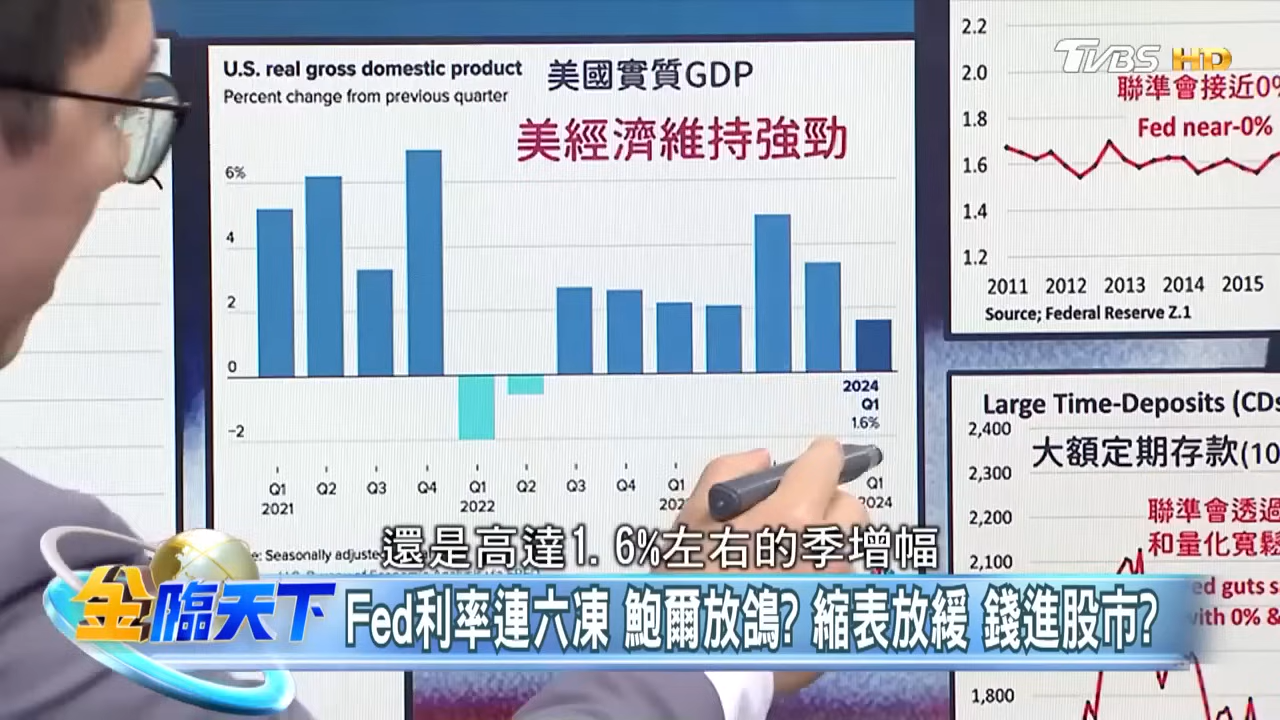 U.S. real gross domestic product
Percent change from previous quarter
美國實質GDP
美經濟維持強勁
6%
4
2
0
-2
2024
Q1
1.6%
Q1 Q2 Q3 Q4 Q1 Q2 Q3 Q4 Q1 Q1
2021 2022 2024
Seasonally adjusted
2.2
2.0
1.8
1.6
1.4
1.2
TVBS HD
聯準會接近0%
Fed near-0%
2011 2012 2013 2014 2015
Source; Federal Reserve Z.1
Large Time-Deposits (CDs
大額定期存款(10
2,400
2,300
2,200
2,100
1,800
聯準會透過
和量化寬鬆
ed guts s
with 0% &
還是高達1.6%左右的季增幅
金臨天下
Fed利率連六凍 鮑爾放鴿? 縮表放緩 錢進股市?